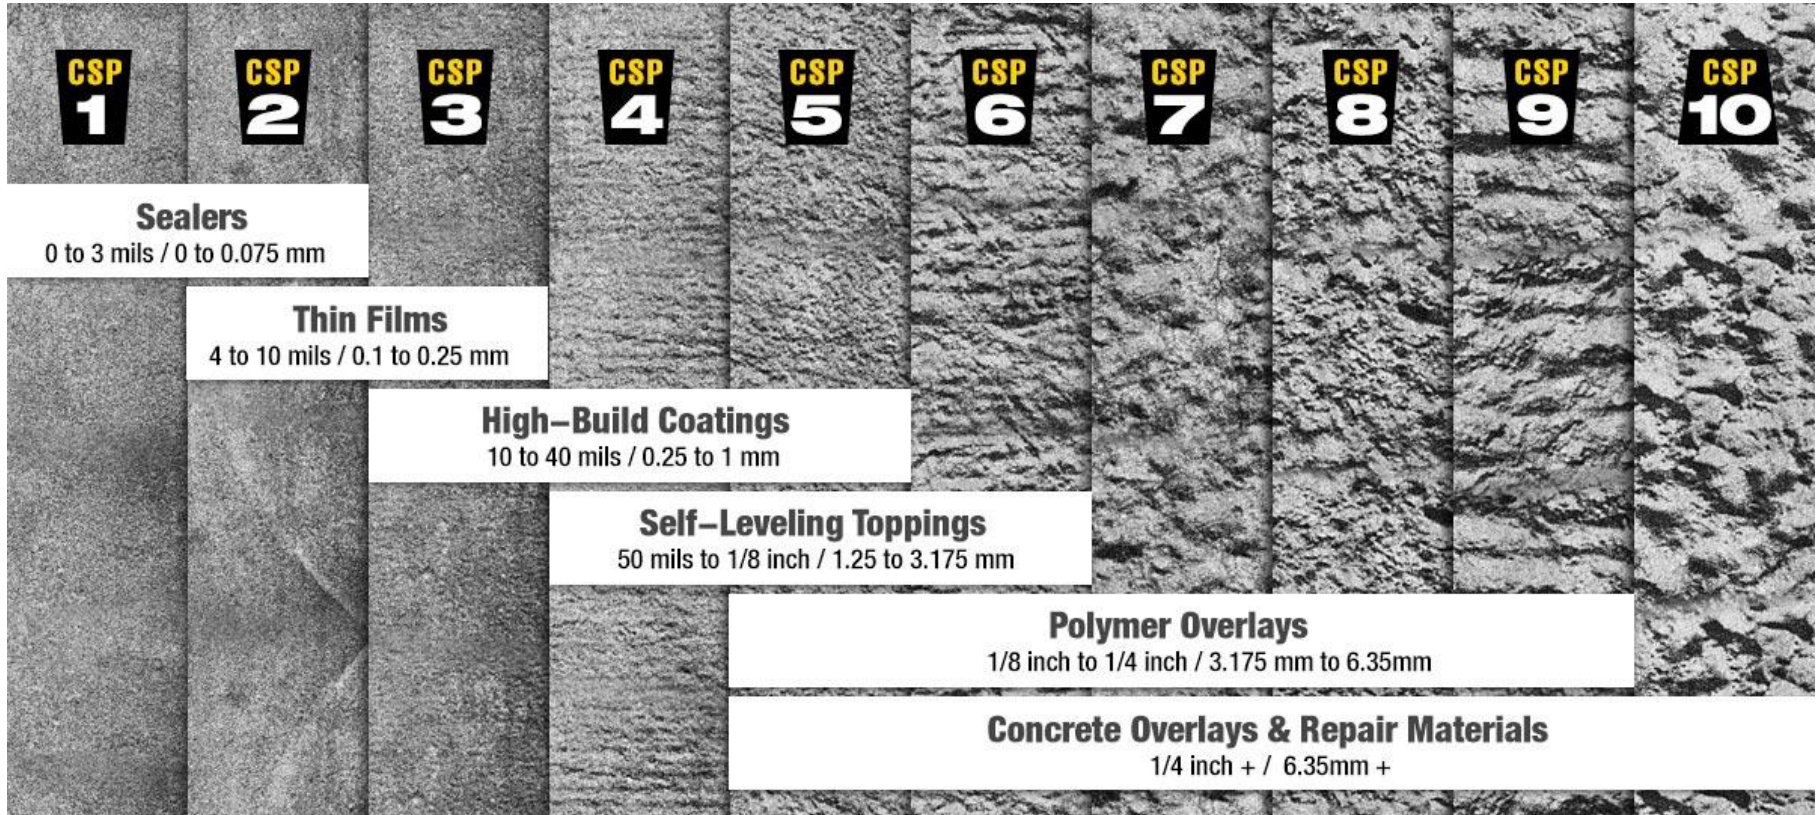 CSP
1
CSP
2
CSP
3
CSP
4
CSP
5
CSP
6
CSP
7
CSP
8
CSP
9
CSP
10
Sealers
0 to 3 mils / 0 to 0.075 mm
Thin Films
4 to 10 mils / 0.1 to 0.25 mm
High–Build Coatings
10 to 40 mils / 0.25 to 1 mm
Self–Leveling Toppings
50 mils to 1/8 inch / 1.25 to 3.175 mm
Polymer Overlays
1/8 inch to 1/4 inch / 3.175 mm to 6.35mm
Concrete Overlays & Repair Materials
1/4 inch + / 6.35mm +